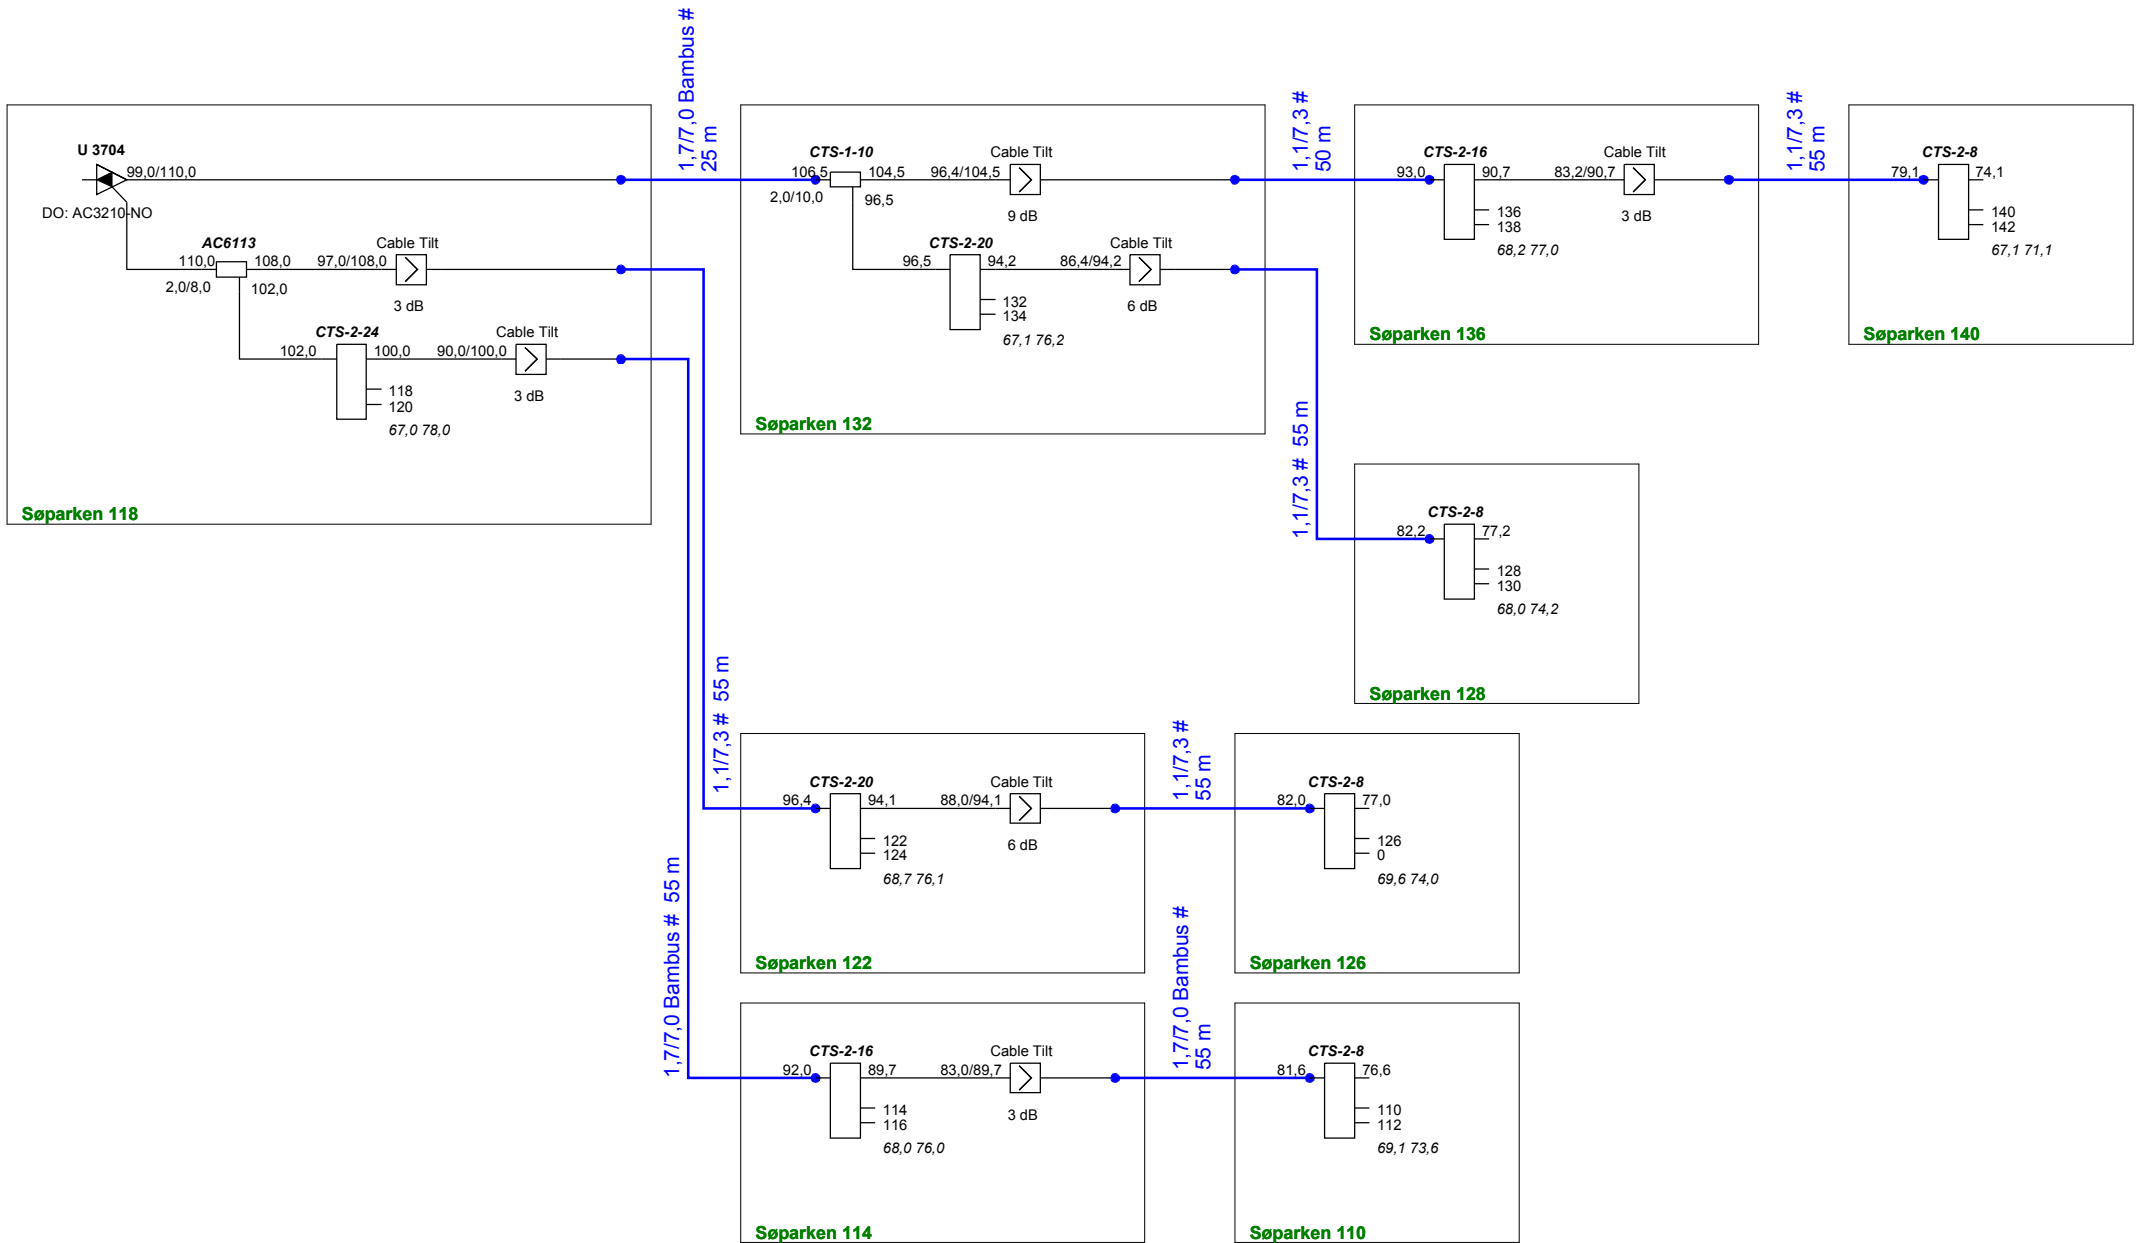 1,7/7,0 Bambus #
25 m
U 3704
99,0/110,0
DO: AC3210-NO
AC6113
110,0
108,0
97,0/108,0
Cable Tilt
3 dB
2,0/8,0
102,0
CTS-2-24
102,0
100,0
90,0/100,0
Cable Tilt
3 dB
118
120
67,0 78,0
Søparken 118
CTS-1-10
106,5
104,5
96,4/104,5
Cable Tilt
9 dB
2,0/10,0
96,5
CTS-2-20
96,5
94,2
86,4/94,2
Cable Tilt
6 dB
132
134
67,1 76,2
Søparken 132
1,1/7,3 #
50 m
CTS-2-16
93,0
90,7
83,2/90,7
Cable Tilt
3 dB
136
138
68,2 77,0
Søparken 136
1,1/7,3 #
55 m
CTS-2-8
79,1
74,1
140
142
67,1 71,1
Søparken 140
1,1/7,3 # 55 m
CTS-2-8
82,2
77,2
128
130
68,0 74,2
Søparken 128
1,1/7,3 # 55 m
CTS-2-20
96,4
94,1
88,0/94,1
Cable Tilt
6 dB
122
124
68,7 76,1
Søparken 122
1,1/7,3 #
55 m
CTS-2-8
82,0
77,0
126
0
69,6 74,0
Søparken 126
1,7/7,0 Bambus # 55 m
CTS-2-16
92,0
89,7
83,0/89,7
Cable Tilt
3 dB
114
116
68,0 76,0
Søparken 114
1,7/7,0 Bambus #
55 m
CTS-2-8
81,6
76,6
110
112
69,1 73,6
Søparken 110